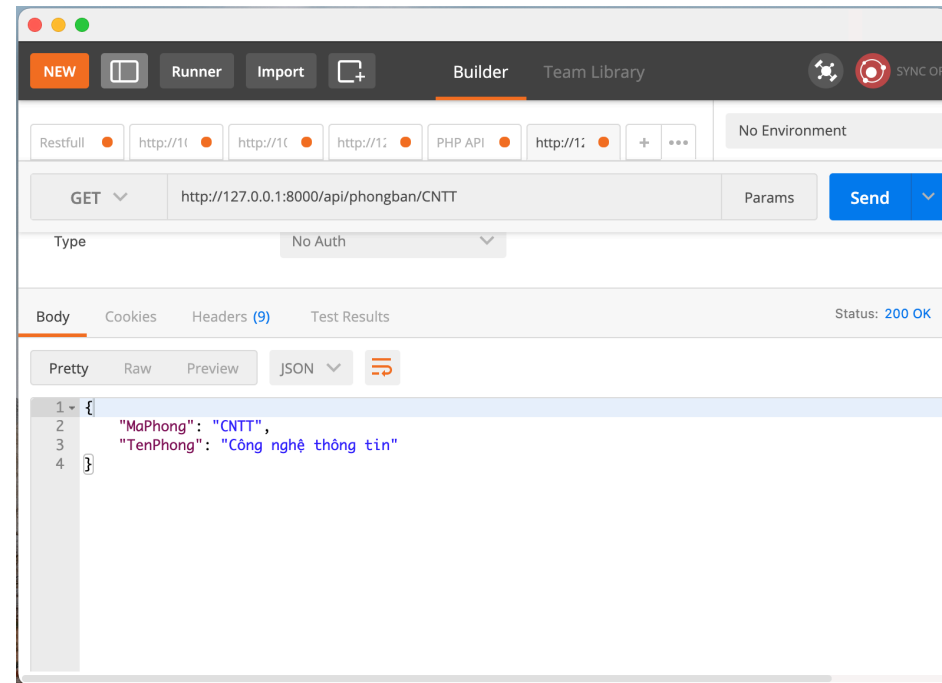 NEW Runner Import Builder Team Library SYNC OF
Restfull http://1( http://1( http://1: PHP API http://1: + ••• No Environment
GET http://127.0.0.1:8000/api/phongban/CNTT Params Send
Type No Auth
Body Cookies Headers (9) Test Results Status: 200 OK
Pretty Raw Preview JSON
1 {
2 "MaPhong": "CNTT",
3 "TenPhong": "Công nghệ thông tin"
4 }